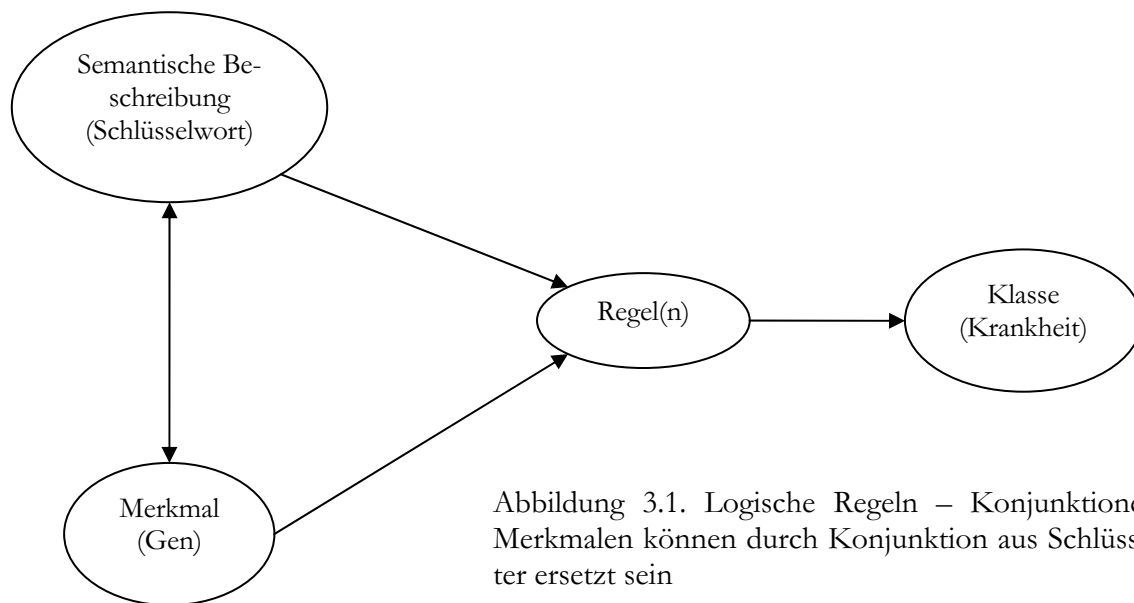 Semantische Be-
schreibung
(Schlüsselwort)
Regel(n)
Klasse
(Krankheit)
Merkmal
(Gen)
Abbildung 3.1. Logische Regeln – Konjunktione
Merkmalen können durch Konjunktion aus Schlüss
ter ersetzt sein